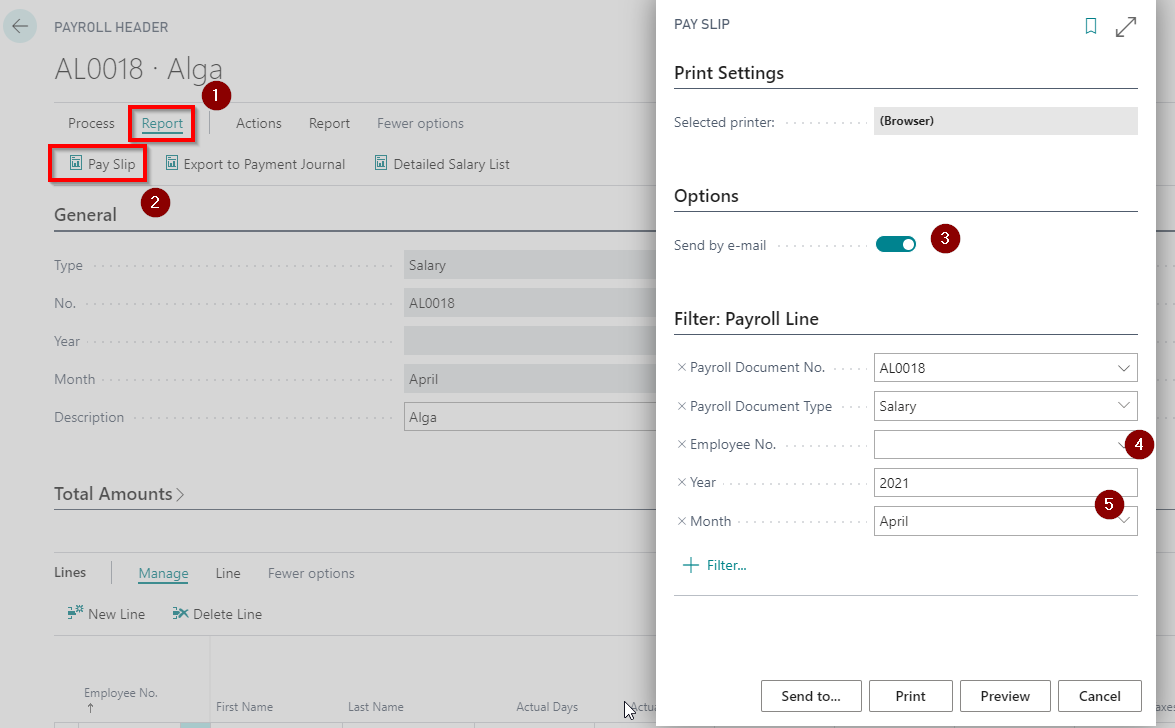 PAYROLL HEADER
AL0018 · Alga
1
Process
Report
Actions
Report
Fewer options
Pay Slip
Export to Payment Journal
Detailed Salary List
2
General
Type
Salary
No.
AL0018
Year
Month
April
Description
Alga
Total Amounts
Lines
Manage
Line
Fewer options
New Line
Delete Line
Employee No.
First Name
Last Name
Actual Days
PAY SLIP
Print Settings
Selected printer:
(Browser)
Options
Send by e-mail
3
Filter: Payroll Line
Payroll Document No.
AL0018
Payroll Document Type
Salary
Employee No.
4
Year
2021
5
Month
April
Filter...
Send to...
Print
Preview
Cancel